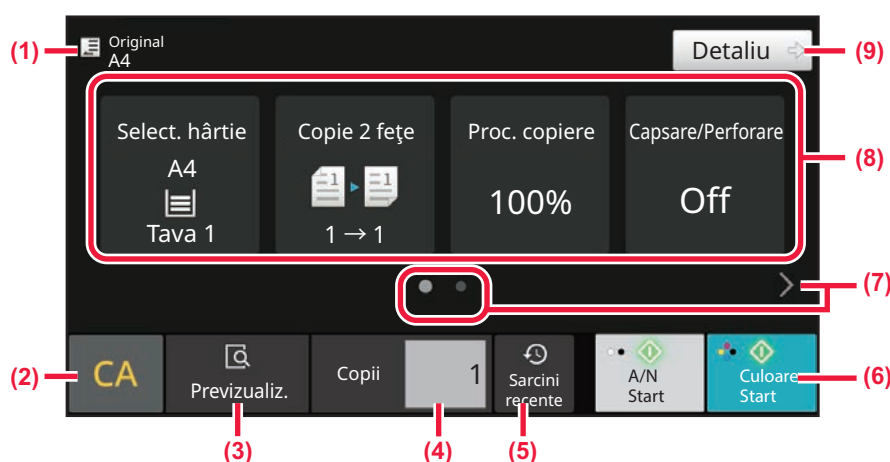 (1)
Original
A4
Detaliu
(9)
Select. hârtie
A4
Tava 1
Copie 2 fețe
1 → 1
Proc. copiere
100%
Capsare/Perforare
Off
(8)
(7)
(2)
CA
Previzualiz.
Copii
1
Sarcini
recente
A/N
Start
Culoare
Start
(6)
(3)
(4)
(5)